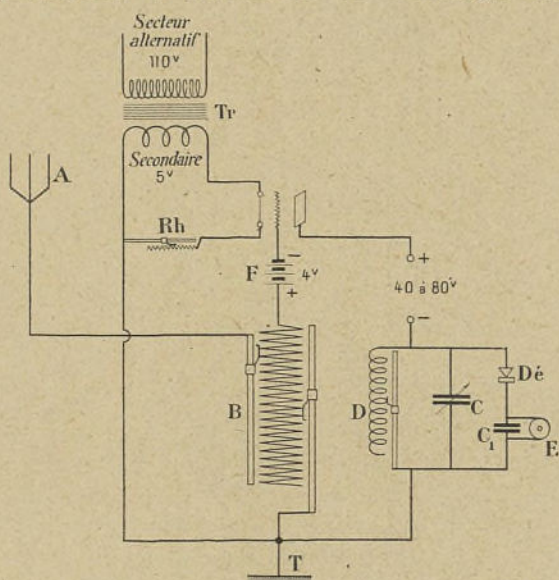 Secteur
alternatif
110v
Tr
Secondaire
5v
A
Rh
F
−
4v
+
+
40 à 80v
−
B
D
C
Dé
C1
E
T